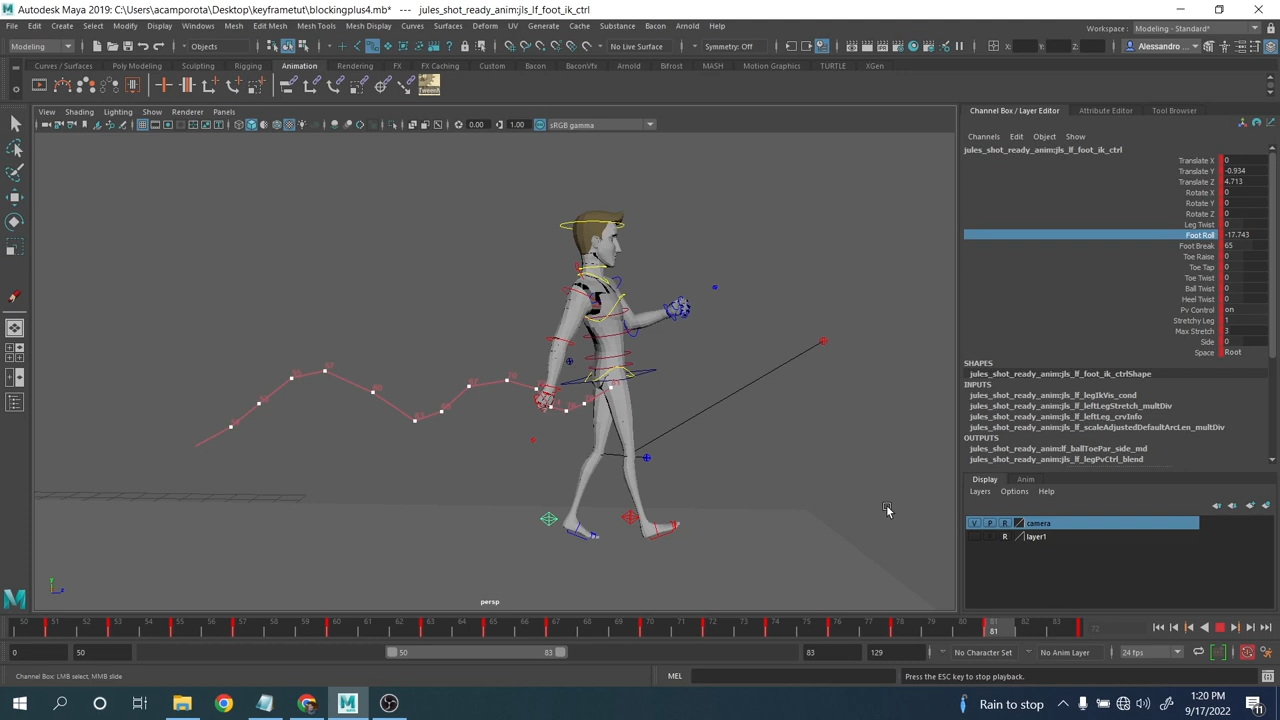 Autodesk Maya 2019: C:\Users\acamporota\Desktop\keyframetut\blockingplus4.mb*   ---   jules_shot_ready_anim:jls_lf_foot_ik_ctrl
File Edit Create Select Modify Display Windows Mesh Edit Mesh Mesh Tools Mesh Display Curves Surfaces Deform UV Generate Cache Substance Bacon Arnold Help
Workspace : Modeling - Standard*
Modeling Objects No Live Surface Symmetry: Off X: Y: Z: Alessandro ...
Curves / Surfaces Poly Modeling Sculpting Rigging Animation Rendering FX FX Caching Custom Bacon BaconVfx Arnold Bifrost MASH Motion Graphics TURTLE XGen
View Shading Lighting Show Renderer Panels
0.00 1.00 sRGB gamma
Channel Box / Layer Editor Attribute Editor Tool Browser
Channels Edit Object Show
jules_shot_ready_anim:jls_lf_foot_ik_ctrl
Translate X 0
Translate Y -0.934
Translate Z 4.713
Rotate X 0
Rotate Y 0
Rotate Z 0
Leg Twist 0
Foot Roll -17.743
Foot Break 65
Toe Raise 0
Toe Tap 0
Toe Twist 0
Ball Twist 0
Heel Twist 0
Pv Control on
Stretchy Leg 1
Max Stretch 3
Side 0
Space Root
SHAPES
jules_shot_ready_anim:jls_lf_foot_ik_ctrlShape
INPUTS
jules_shot_ready_anim:jls_lf_legIkVis_cond
jules_shot_ready_anim:jls_lf_leftLegStretch_multDiv
jules_shot_ready_anim:jls_lf_leftLeg_crvInfo
jules_shot_ready_anim:jls_lf_scaleAdjustedDefaultArcLen_multDiv
OUTPUTS
jules_shot_ready_anim:jls_lf_ballToePar_side_md
jules_shot_ready_anim:jls_lf_legPvCtrl_blend
Display Anim
Layers Options Help
V P R camera
R layer1
persp
50 51 52 53 54 55 56 57 58 59 60 61 62 63 64 65 66 67 68 69 70 71 72 73 74 75 76 77 78 79 80 81 82 83
81
72
0 50 50 83 83 129 No Character Set No Anim Layer 24 fps
Channel Box: LMB select, MMB slide MEL Press the ESC key to stop playback.
Rain to stop 1:20 PM
9/17/2022
11